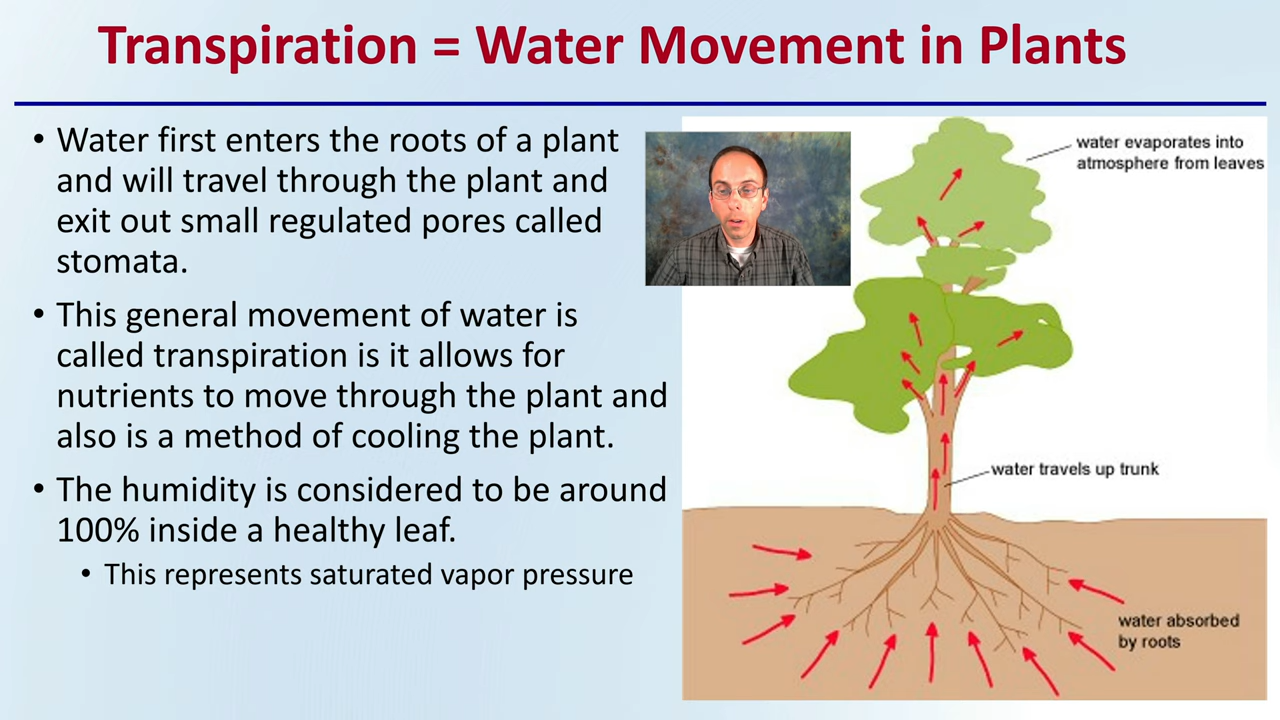 Transpiration = Water Movement in Plants
• Water first enters the roots of a plant
and will travel through the plant and
exit out small regulated pores called
stomata.
• This general movement of water is
called transpiration is it allows for
nutrients to move through the plant and
also is a method of cooling the plant.
• The humidity is considered to be around
100% inside a healthy leaf.
• This represents saturated vapor pressure
water evaporates into
atmosphere from leaves
water travels up trunk
water absorbed
by roots